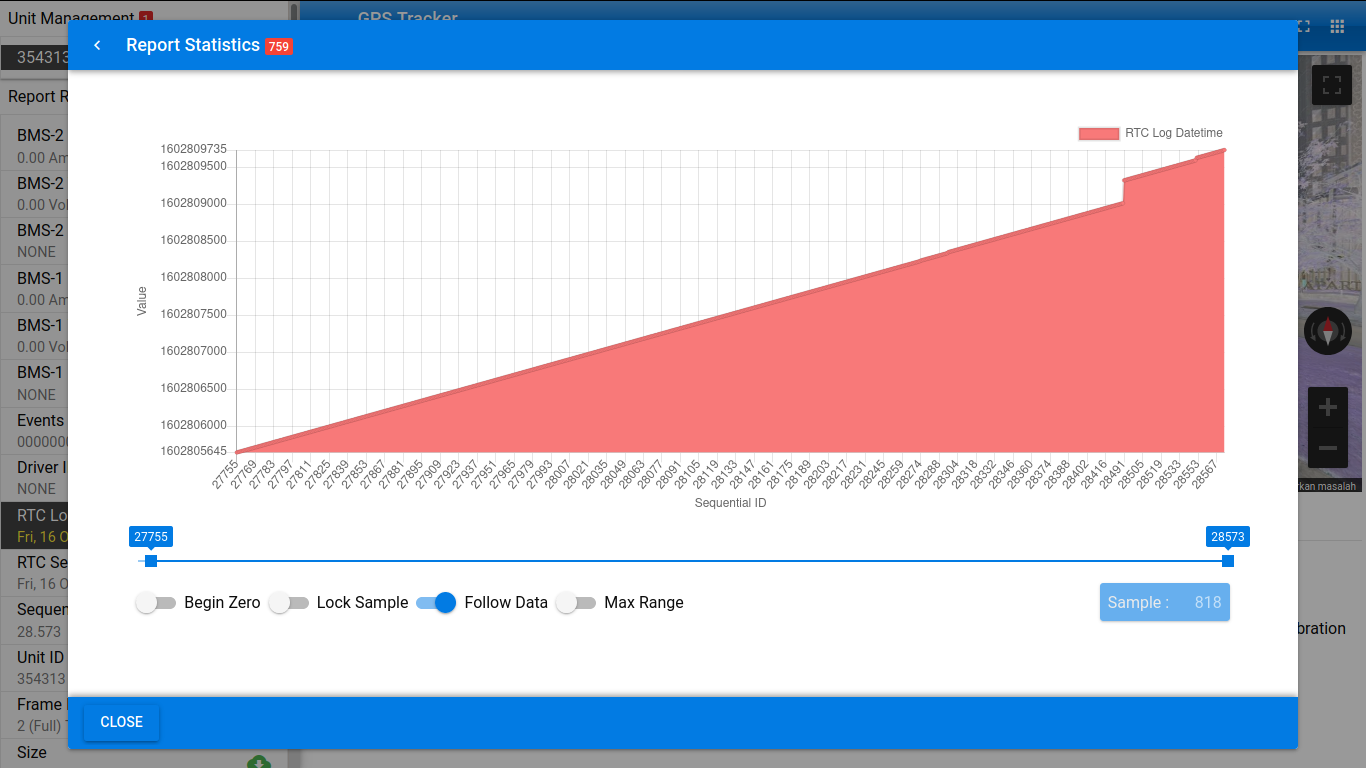 Unit Management 1
GPS Tracker
354313
Report Statistics 759
Report R
BMS-2
0.00 Am
BMS-2
0.00 Vol
BMS-2
NONE
BMS-1
0.00 Am
BMS-1
0.00 Vol
BMS-1
NONE
Events
0000000
Driver I
NONE
RTC Lo
Fri, 16 O
RTC Se
Fri, 16 O
Sequen
28.573
Unit ID
354313
Frame
2 (Full)
Size
RTC Log Datetime
1602809735
1602809500
1602809000
1602808500
1602808000
1602807500
1602807000
1602806500
1602806000
1602805645
Value
27755 27769 27783 27797 27811 27825 27839 27853 27867 27881 27895 27909 27923 27937 27951 27965 27979 27993 28007 28021 28035 28049 28063 28077 28091 28105 28119 28133 28147 28161 28175 28189 28203 28217 28231 28245 28259 28274 28288 28304 28318 28332 28346 28360 28374 28388 28402 28416 28491 28505 28519 28533 28553 28567
Sequential ID
27755
28573
Begin Zero Lock Sample Follow Data Max Range
Sample : 818
CLOSE
APART
rkan masalah
bration